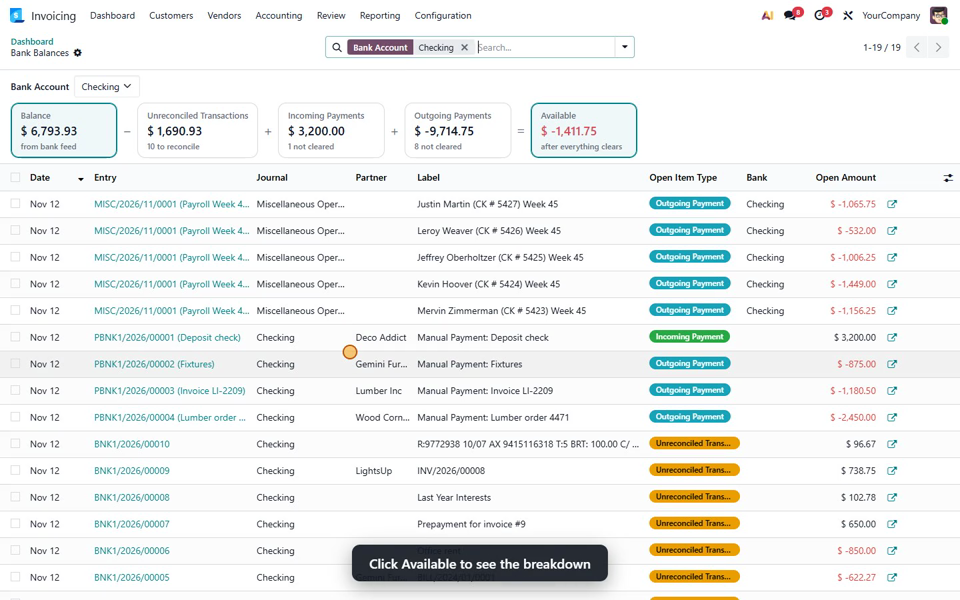 Invoicing Dashboard Customers Vendors Accounting Review Reporting Configuration AI 8 3 YourCompany
Dashboard
Bank Balances
Bank Account Checking Search...
1-19 / 19
Bank Account Checking
Balance
$ 6,793.93
from bank feed
–
Unreconciled Transactions
$ 1,690.93
10 to reconcile
+
Incoming Payments
$ 3,200.00
1 not cleared
+
Outgoing Payments
$ -9,714.75
8 not cleared
=
Available
$ -1,411.75
after everything clears
Date Entry Journal Partner Label Open Item Type Bank Open Amount
Nov 12 MISC/2026/11/0001 (Payroll Week 4... Miscellaneous Oper... Justin Martin (CK # 5427) Week 45 Outgoing Payment Checking $ -1,065.75
Nov 12 MISC/2026/11/0001 (Payroll Week 4... Miscellaneous Oper... Leroy Weaver (CK # 5426) Week 45 Outgoing Payment Checking $ -532.00
Nov 12 MISC/2026/11/0001 (Payroll Week 4... Miscellaneous Oper... Jeffrey Oberholtzer (CK # 5425) Week 45 Outgoing Payment Checking $ -1,006.25
Nov 12 MISC/2026/11/0001 (Payroll Week 4... Miscellaneous Oper... Kevin Hoover (CK # 5424) Week 45 Outgoing Payment Checking $ -1,449.00
Nov 12 MISC/2026/11/0001 (Payroll Week 4... Miscellaneous Oper... Mervin Zimmerman (CK # 5423) Week 45 Outgoing Payment Checking $ -1,156.25
Nov 12 PBNK1/2026/00001 (Deposit check) Checking Deco Addict Manual Payment: Deposit check Incoming Payment $ 3,200.00
Nov 12 PBNK1/2026/00002 (Fixtures) Checking Gemini Fur... Manual Payment: Fixtures Outgoing Payment $ -875.00
Nov 12 PBNK1/2026/00003 (Invoice LI-2209) Checking Lumber Inc Manual Payment: Invoice LI-2209 Outgoing Payment $ -1,180.50
Nov 12 PBNK1/2026/00004 (Lumber order ... Checking Wood Corn... Manual Payment: Lumber order 4471 Outgoing Payment $ -2,450.00
Nov 12 BNK1/2026/00010 Checking R:9772938 10/07 AX 9415116318 T:5 BRT: 100.00 C/ ... Unreconciled Trans... $ 96.67
Nov 12 BNK1/2026/00009 Checking LightsUp INV/2026/00008 Unreconciled Trans... $ 738.75
Nov 12 BNK1/2026/00008 Checking Last Year Interests Unreconciled Trans... $ 102.78
Nov 12 BNK1/2026/00007 Checking Prepayment for invoice #9 Unreconciled Trans... $ 650.00
Nov 12 BNK1/2026/00006 Checking Unreconciled Trans... $ -850.00
Nov 12 BNK1/2026/00005 Checking Unreconciled Trans... $ -622.27
Click Available to see the breakdown